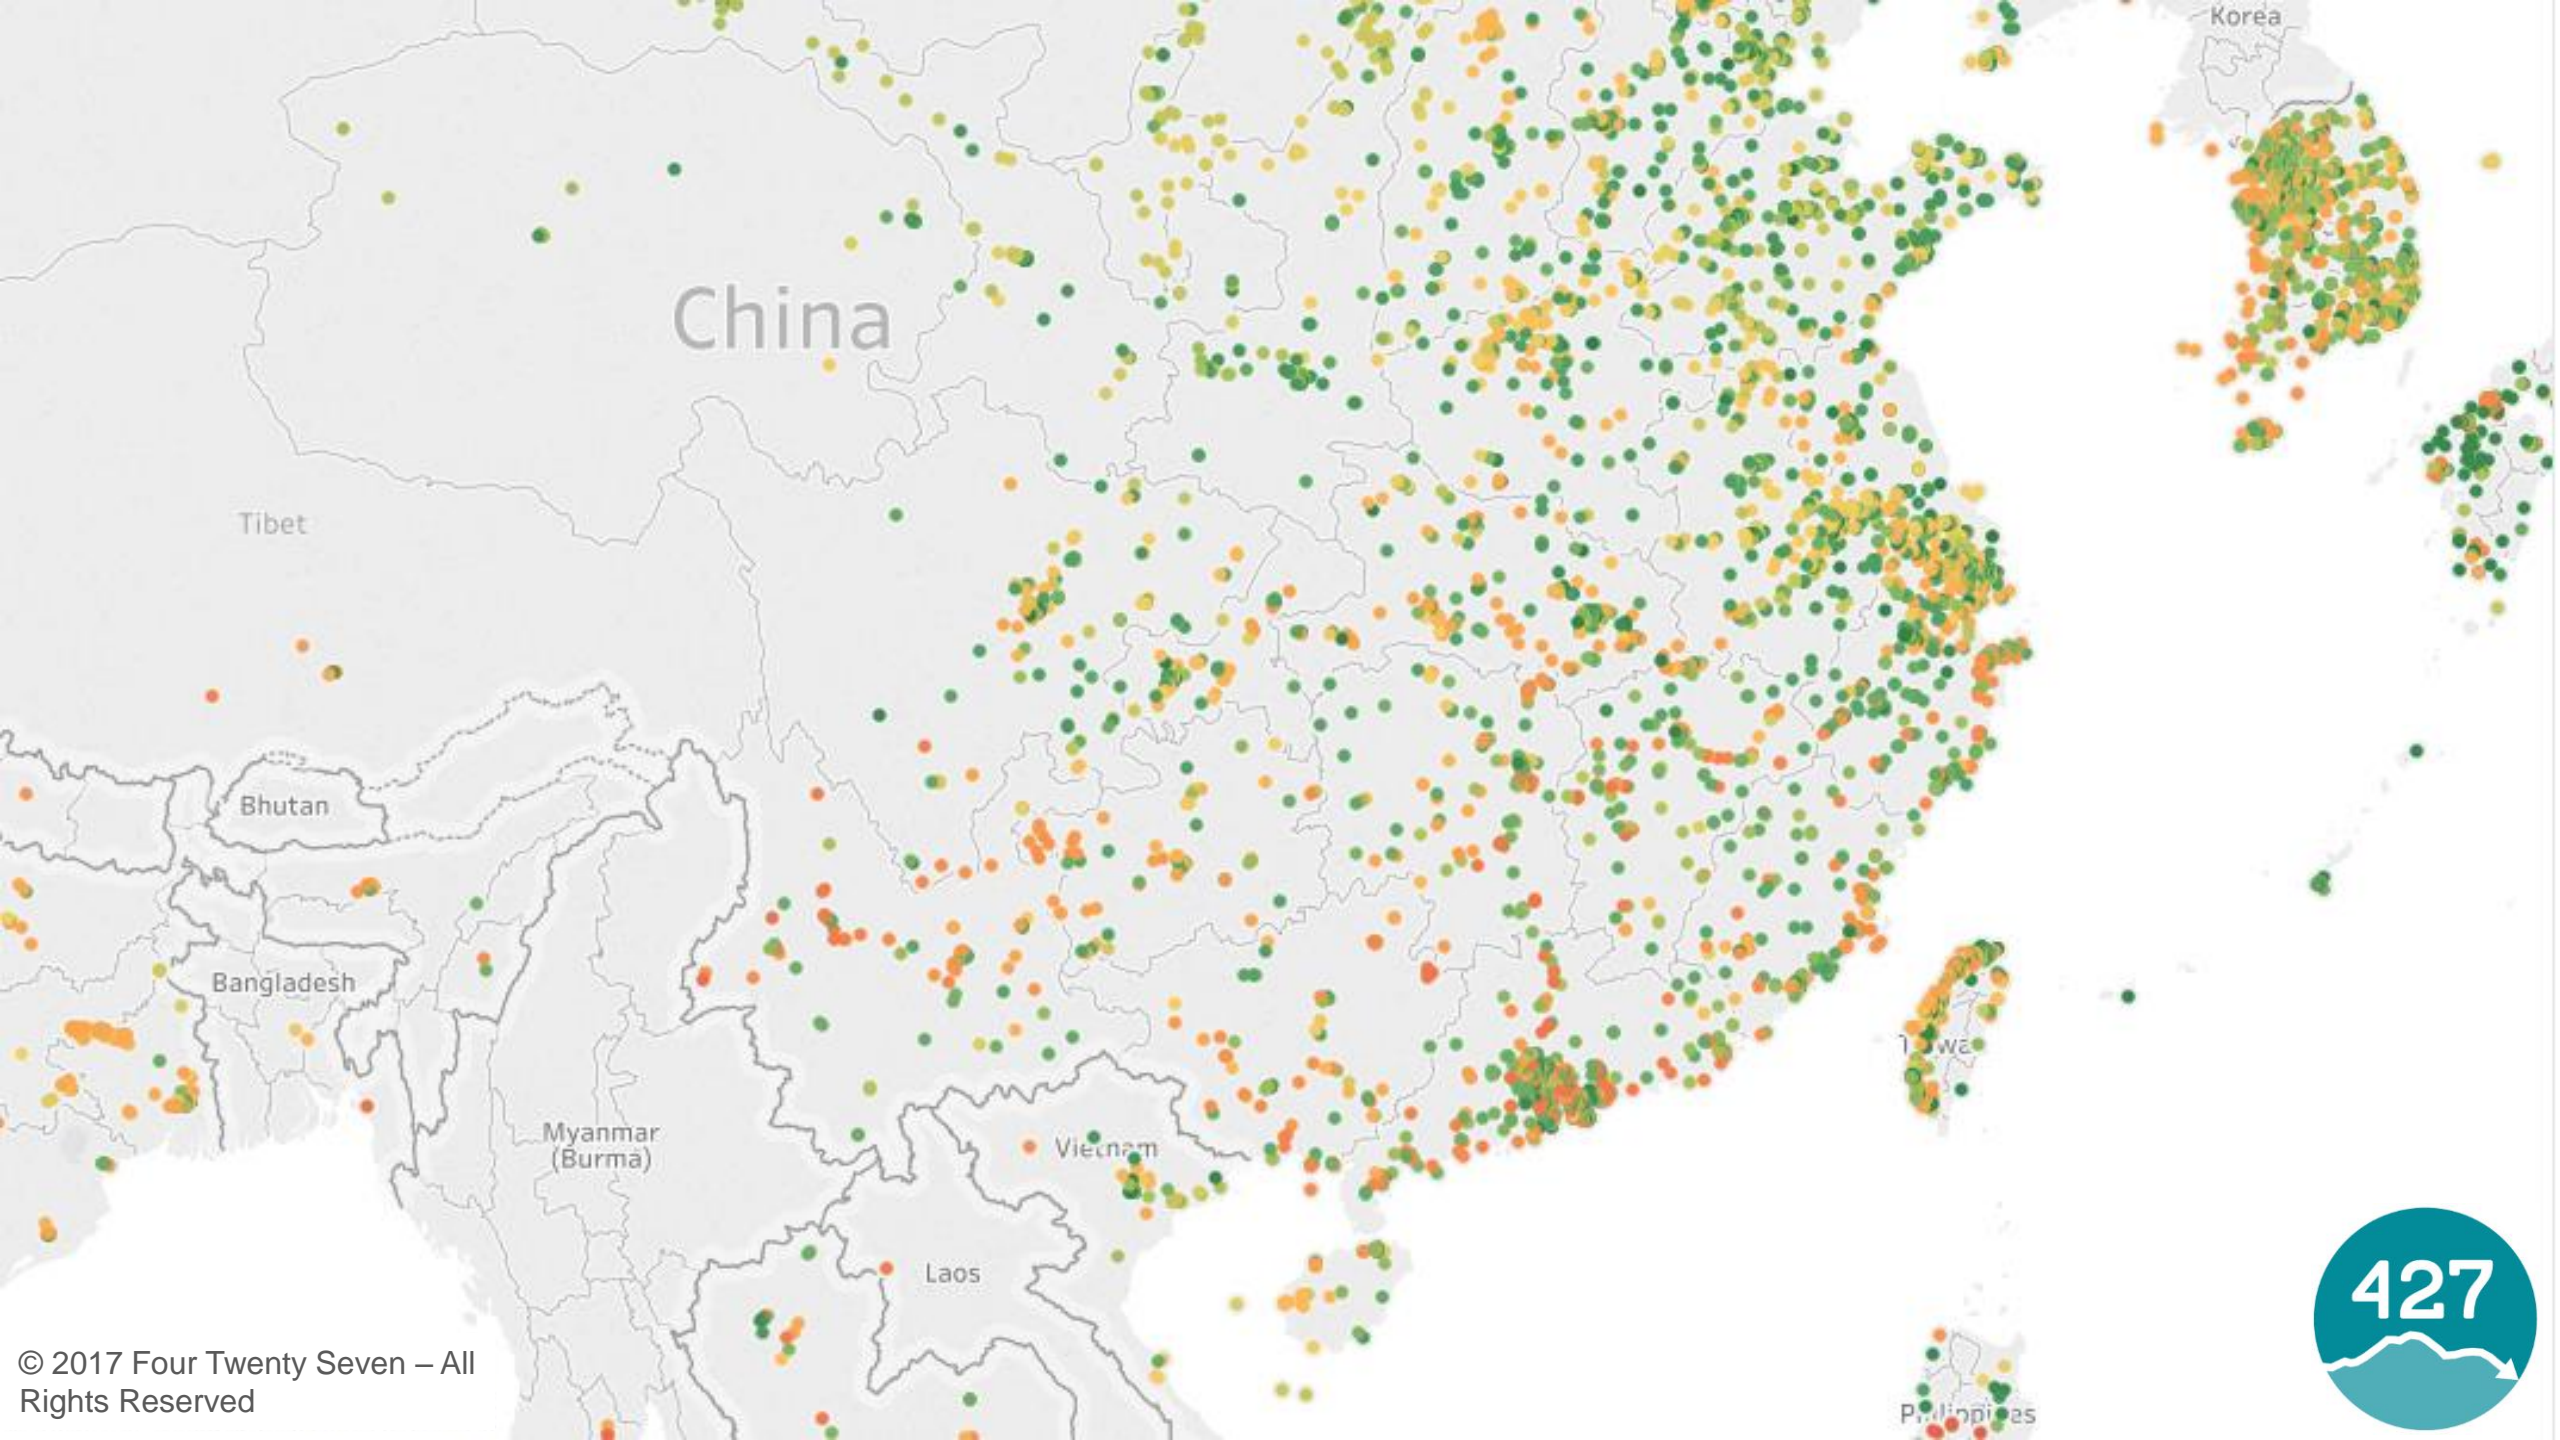 Korea
China
Tibet
Bhutan
Bangladesh
Myanmar
(Burma)
Vietnam
Laos
427
© 2017 Four Twenty Seven – All
Rights Reserved